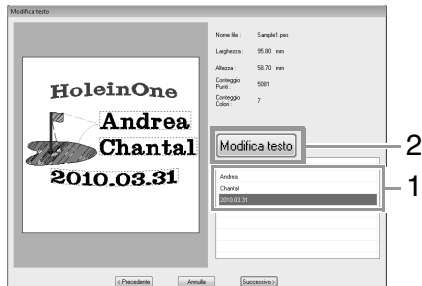 Modifica testo
Nome file : Sample1.pes
Larghezza : 95.80 mm
Altezza : 58.70 mm
Conteggio Punti : 5081
Conteggio Colori : 7
HoleinOne
Andrea
Chantal
2010.03.31
Modifica testo
2
Andrea
Chantal
2010.03.31
1
< Precedente Annulla Successivo >